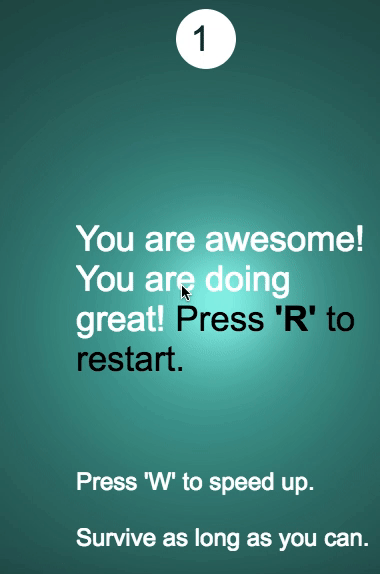 1
You are awesome!
You are doing
great! Press 'R' to
restart.
Press 'W' to speed up.
Survive as long as you can.